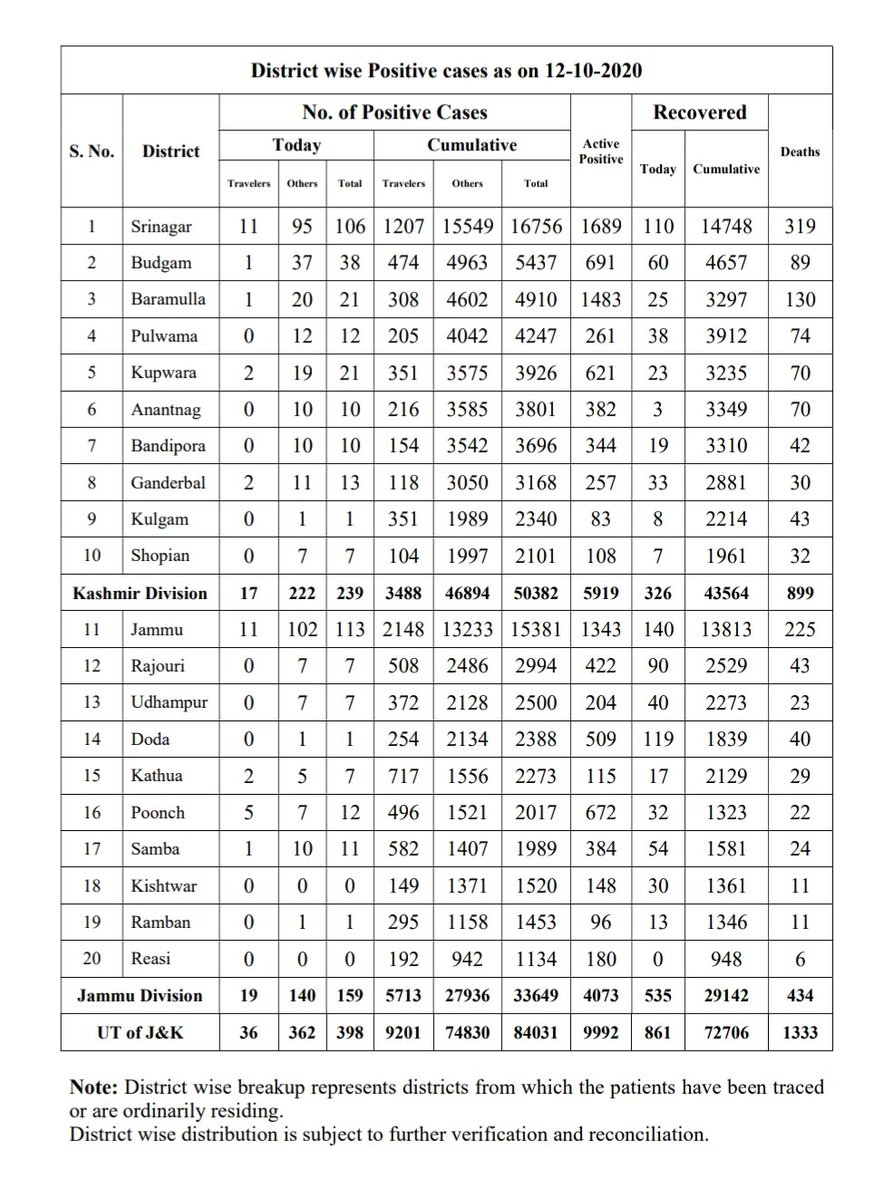 District wise Positive cases as on 12-10-2020
S. No. District No. of Positive Cases Active Positive Recovered Deaths
Today Cumulative Today Cumulative
Travelers Others Total Travelers Others Total
1 Srinagar 11 95 106 1207 15549 16756 1689 110 14748 319
2 Budgam 1 37 38 474 4963 5437 691 60 4657 89
3 Baramulla 1 20 21 308 4602 4910 1483 25 3297 130
4 Pulwama 0 12 12 205 4042 4247 261 38 3912 74
5 Kupwara 2 19 21 351 3575 3926 621 23 3235 70
6 Anantnag 0 10 10 216 3585 3801 382 3 3349 70
7 Bandipora 0 10 10 154 3542 3696 344 19 3310 42
8 Ganderbal 2 11 13 118 3050 3168 257 33 2881 30
9 Kulgam 0 1 1 351 1989 2340 83 8 2214 43
10 Shopian 0 7 7 104 1997 2101 108 7 1961 32
Kashmir Division 17 222 239 3488 46894 50382 5919 326 43564 899
11 Jammu 11 102 113 2148 13233 15381 1343 140 13813 225
12 Rajouri 0 7 7 508 2486 2994 422 90 2529 43
13 Udhampur 0 7 7 372 2128 2500 204 40 2273 23
14 Doda 0 1 1 254 2134 2388 509 119 1839 40
15 Kathua 2 5 7 717 1556 2273 115 17 2129 29
16 Poonch 5 7 12 496 1521 2017 672 32 1323 22
17 Samba 1 10 11 582 1407 1989 384 54 1581 24
18 Kishtwar 0 0 0 149 1371 1520 148 30 1361 11
19 Ramban 0 1 1 295 1158 1453 96 13 1346 11
20 Reasi 0 0 0 192 942 1134 180 0 948 6
Jammu Division 19 140 159 5713 27936 33649 4073 535 29142 434
UT of J&K 36 362 398 9201 74830 84031 9992 861 72706 1333
Note: District wise breakup represents districts from which the patients have been traced
or are ordinarily residing.
District wise distribution is subject to further verification and reconciliation.